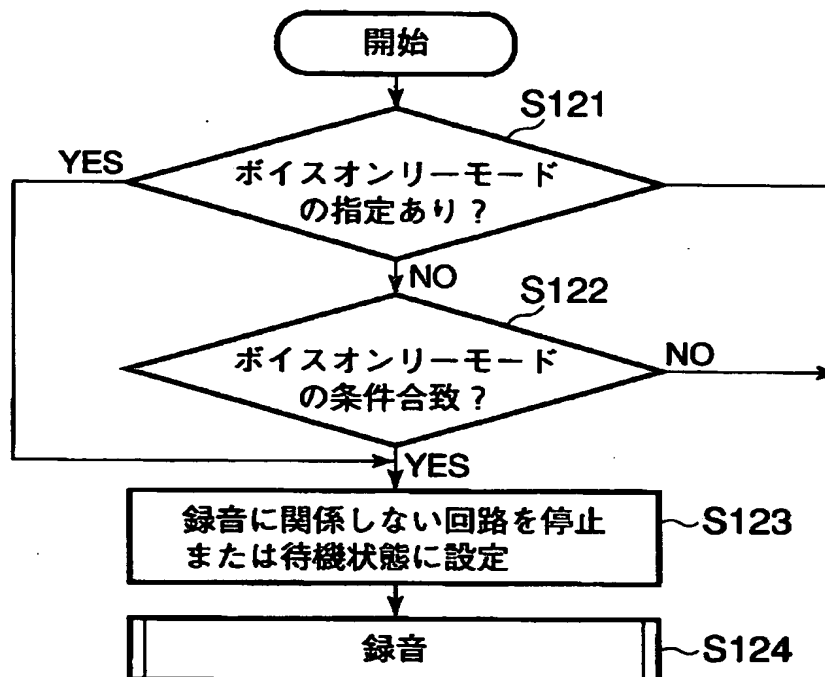 開始
S121
YES
ボイスオンリーモード
の指定あり?
NO
S122
ボイスオンリーモード
の条件合致?
NO
YES
録音に関係しない回路を停止
または待機状態に設定
S123
録音
S124